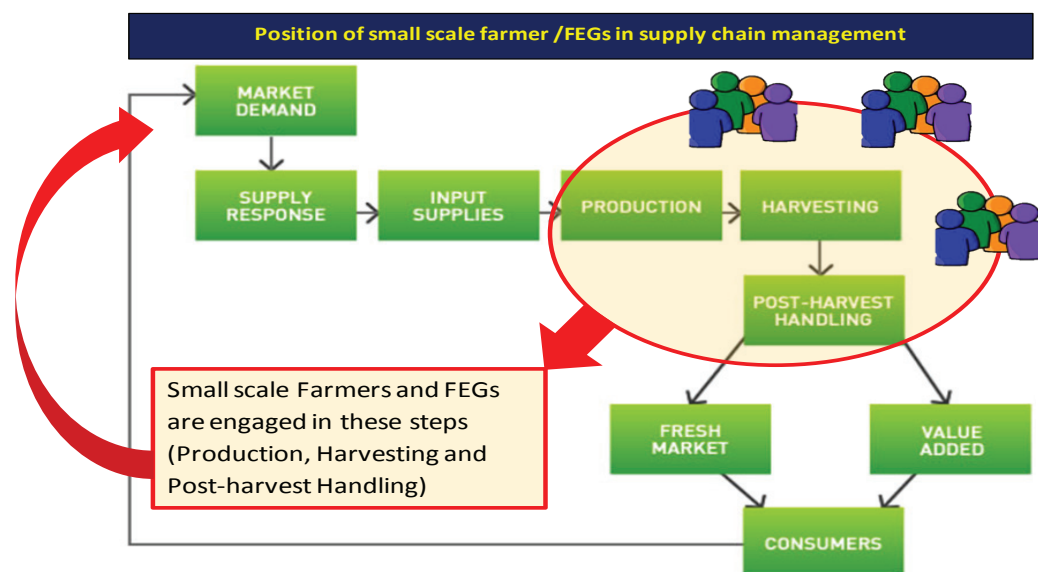 Position of small scale farmer /FEGs in supply chain management
MARKET
DEMAND
SUPPLY
RESPONSE
INPUT
SUPPLIES
PRODUCTION
HARVESTING
POST-HARVEST
HANDLING
Small scale Farmers and FEGs
are engaged in these steps
(Production, Harvesting and
Post-harvest Handling)
FRESH
MARKET
VALUE
ADDED
CONSUMERS